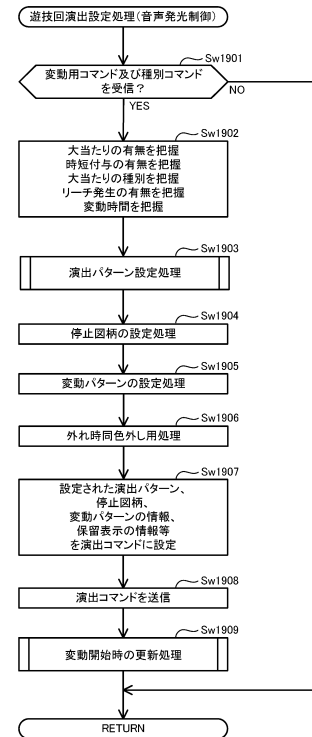 遊技回演出設定処理(音声発光制御)
Sw1901
変動用コマンド及び種別コマンド
を受信？
NO
YES
Sw1902
大当たりの有無を把握
時短付与の有無を把握
大当たりの種別を把握
リーチ発生の有無を把握
変動時間を把握
Sw1903
演出パターン設定処理
Sw1904
停止図柄の設定処理
Sw1905
変動パターンの設定処理
Sw1906
外れ時同色外し用処理
Sw1907
設定された演出パターン、
停止図柄、
変動パターンの情報、
保留表示の情報等
を演出コマンドに設定
Sw1908
演出コマンドを送信
Sw1909
変動開始時の更新処理
RETURN